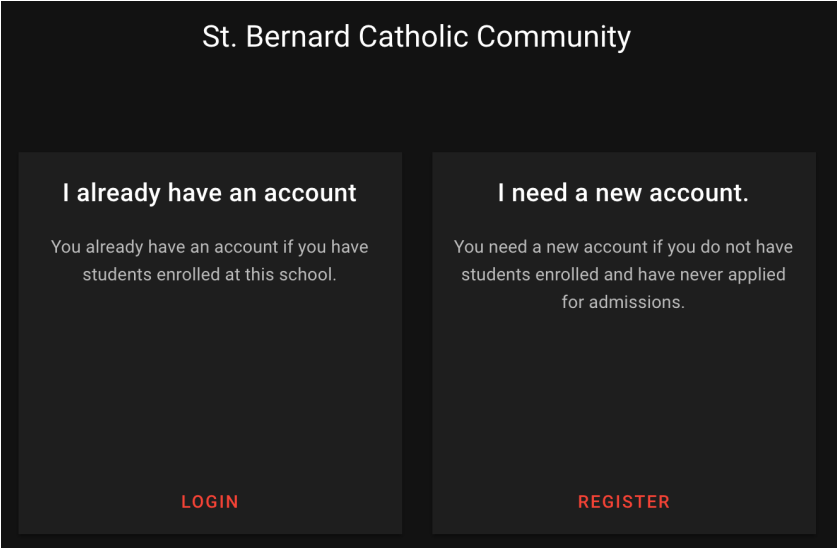 St. Bernard Catholic Community
I already have an account
You already have an account if you have
students enrolled at this school.
LOGIN
I need a new account.
You need a new account if you do not have
students enrolled and have never applied
for admissions.
REGISTER